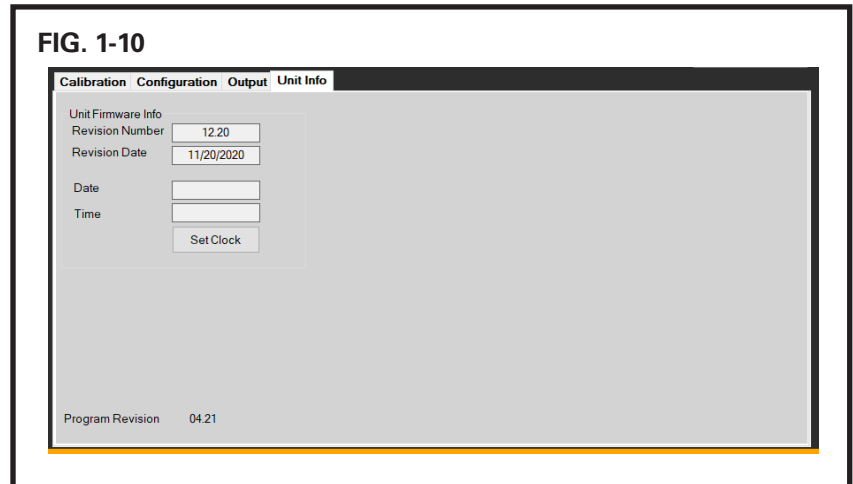 FIG. 1-10
Calibration Configuration Output Unit Info
Unit Firmware Info
Revision Number 12.20
Revision Date 11/20/2020
Date
Time
Set Clock
Program Revision 04.21